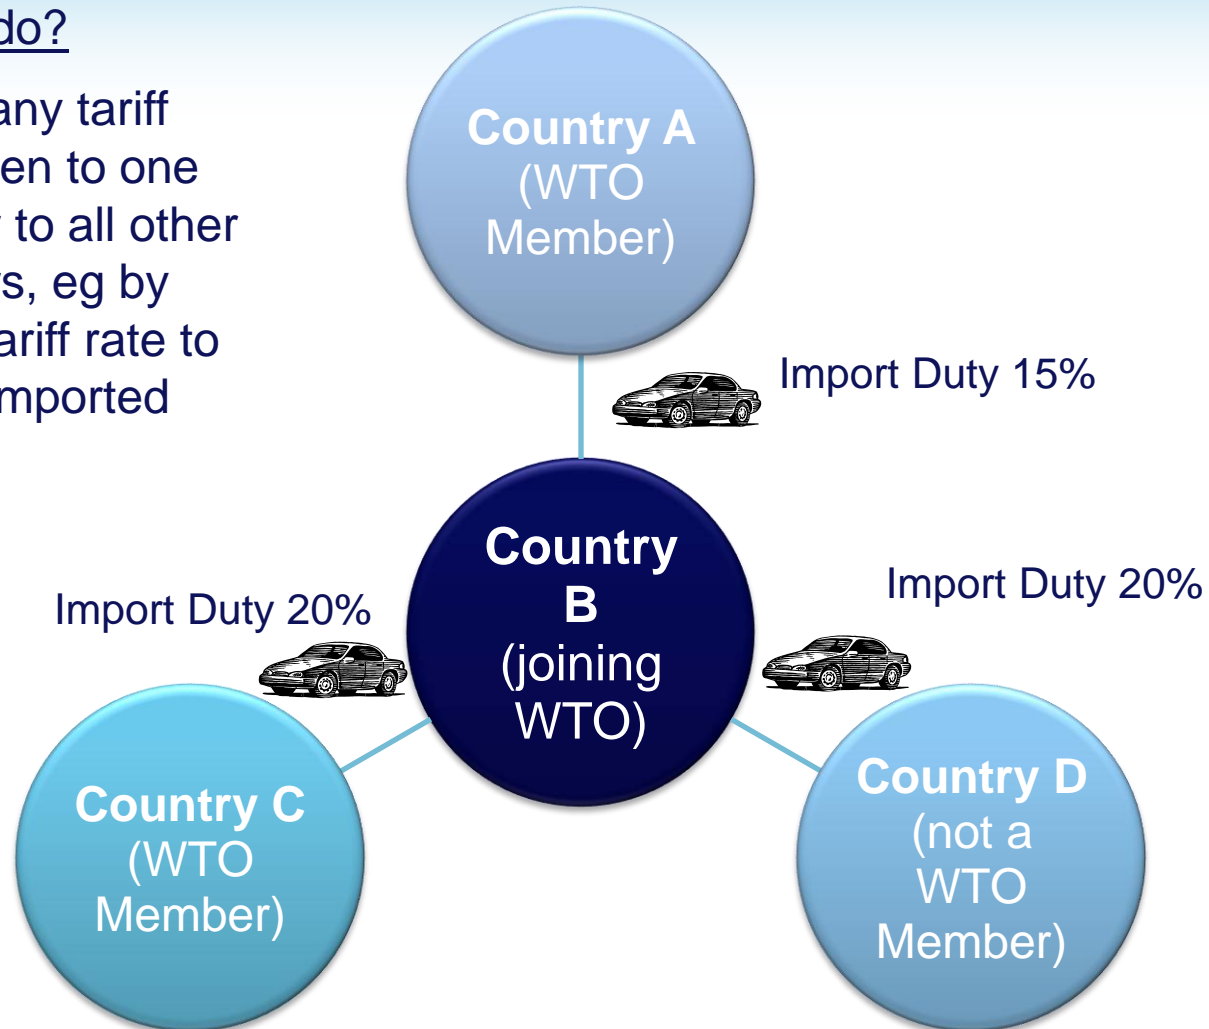 do?
any tariff
en to one
to all other
s, eg by
ariff rate to
imported
Country A
(WTO
Member)
Import Duty 15%
Country
B
(joining
WTO)
Import Duty 20%
Import Duty 20%
Country C
(WTO
Member)
Country D
(not a
WTO
Member)